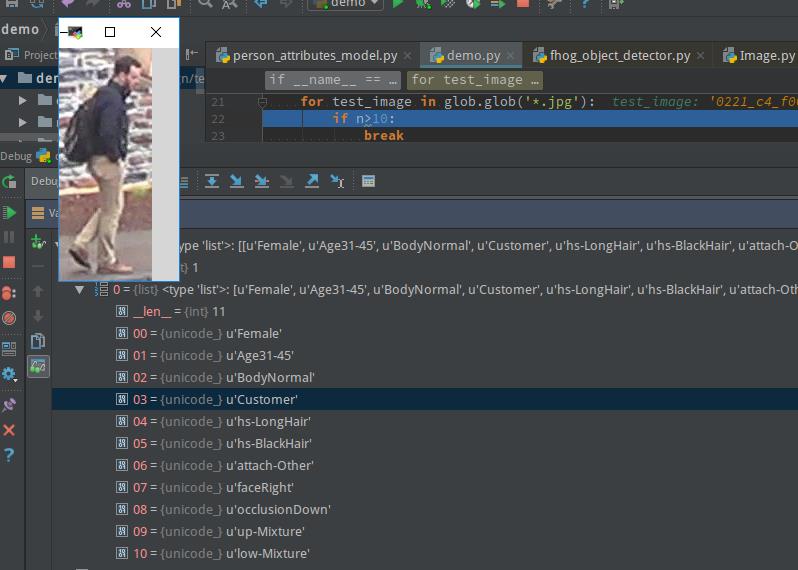 demo
demo
Project
person_attributes_model.py
demo.py
fhog_object_detector.py
Image.py
if __name__ == …
for test_image …
21 for test_image in glob.glob('*.jpg'): test_image: '0221_c4_f0
22 if n>10:
23 break
Debug
Debu
Va
ype 'list'>: [[u'Female', u'Age31-45', u'BodyNormal', u'Customer', u'hs-LongHair', u'hs-BlackHair', u'attach-O
t} 1
0 = {list} <type 'list'>: [u'Female', u'Age31-45', u'BodyNormal', u'Customer', u'hs-LongHair', u'hs-BlackHair', u'attach-Oth
__len__ = {int} 11
00 = {unicode_} u'Female'
01 = {unicode_} u'Age31-45'
02 = {unicode_} u'BodyNormal'
03 = {unicode_} u'Customer'
04 = {unicode_} u'hs-LongHair'
05 = {unicode_} u'hs-BlackHair'
06 = {unicode_} u'attach-Other'
07 = {unicode_} u'faceRight'
08 = {unicode_} u'occlusionDown'
09 = {unicode_} u'up-Mixture'
10 = {unicode_} u'low-Mixture'